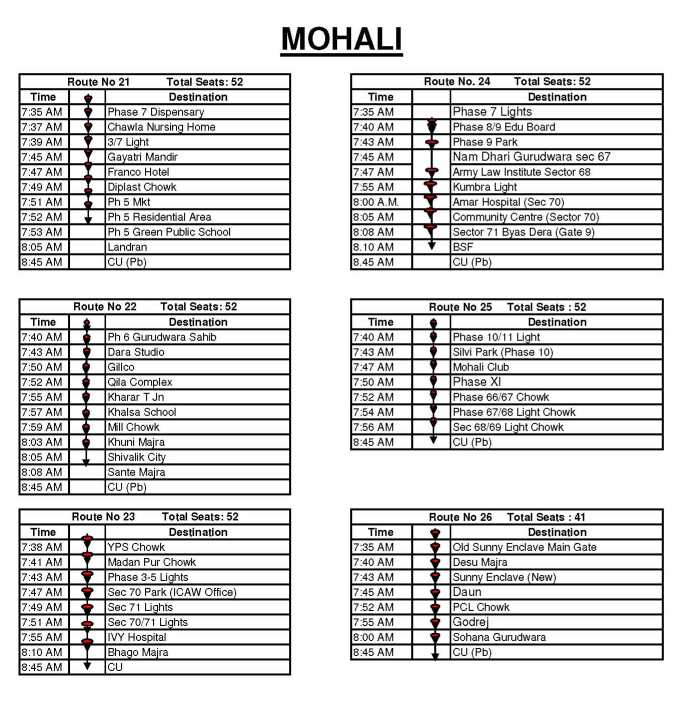 MOHALI
Route No 21 Total Seats: 52
Time Destination
7:35 AM Phase 7 Dispensary
7:37 AM Chawla Nursing Home
7:39 AM 3/7 Light
7:45 AM Gayatri Mandir
7:47 AM Franco Hotel
7:49 AM Diplast Chowk
7:51 AM Ph 5 Mkt
7:52 AM Ph 5 Residential Area
7:53 AM Ph 5 Green Public School
8:05 AM Landran
8:45 AM CU (Pb)
Route No. 24 Total Seats: 52
Time Destination
7:35 AM Phase 7 Lights
7:40 AM Phase 8/9 Edu Board
7:43 AM Phase 9 Park
7:45 AM Nam Dhari Gurudwara sec 67
7:47 AM Army Law Institute Sector 68
7:55 AM Kumbra Light
8:00 A.M. Amar Hospital (Sec 70)
8:05 AM Community Centre (Sector 70)
8:08 AM Sector 71 Byas Dera (Gate 9)
8.10 AM BSF
8.45 AM CU (Pb)
Route No 22 Total Seats: 52
Time Destination
7:40 AM Ph 6 Gurudwara Sahib
7:43 AM Dara Studio
7:50 AM Gillco
7:52 AM Qila Complex
7:55 AM Kharar T Jn
7:57 AM Khalsa School
7:59 AM Mill Chowk
8:03 AM Khuni Majra
8:05 AM Shivalik City
8:08 AM Sante Majra
8:45 AM CU (Pb)
Route No 25 Total Seats : 52
Time Destination
7:40 AM Phase 10/11 Light
7:43 AM Silvi Park (Phase 10)
7:47 AM Mohali Club
7:50 AM Phase XI
7:52 AM Phase 66/67 Chowk
7:54 AM Phase 67/68 Light Chowk
7:56 AM Sec 68/69 Light Chowk
8:45 AM CU (Pb)
Route No 23 Total Seats: 52
Time Destination
7:38 AM YPS Chowk
7:41 AM Madan Pur Chowk
7:43 AM Phase 3-5 Lights
7:47 AM Sec 70 Park (ICAW Office)
7:49 AM Sec 71 Lights
7:51 AM Sec 70/71 Lights
7:55 AM IVY Hospital
8:10 AM Bhago Majra
8:45 AM CU
Route No 26 Total Seats : 41
Time Destination
7:35 AM Old Sunny Enclave Main Gate
7:40 AM Desu Majra
7:43 AM Sunny Enclave (New)
7:45 AM Daun
7:52 AM PCL Chowk
7:55 AM Godrej
8:00 AM Sohana Gurudwara
8:45 AM CU (Pb)